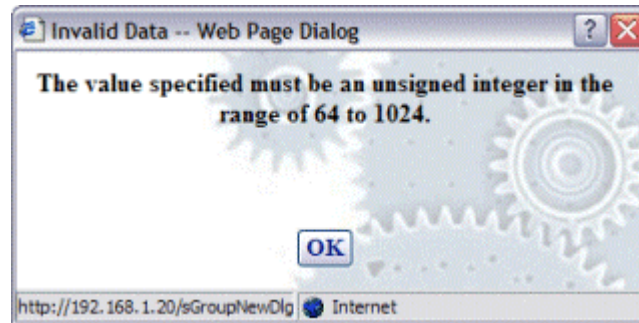 Invalid Data -- Web Page Dialog
?
The value specified must be an unsigned integer in the
range of 64 to 1024.
OK
http://192.168.1.20/sGroupNewDlg Internet